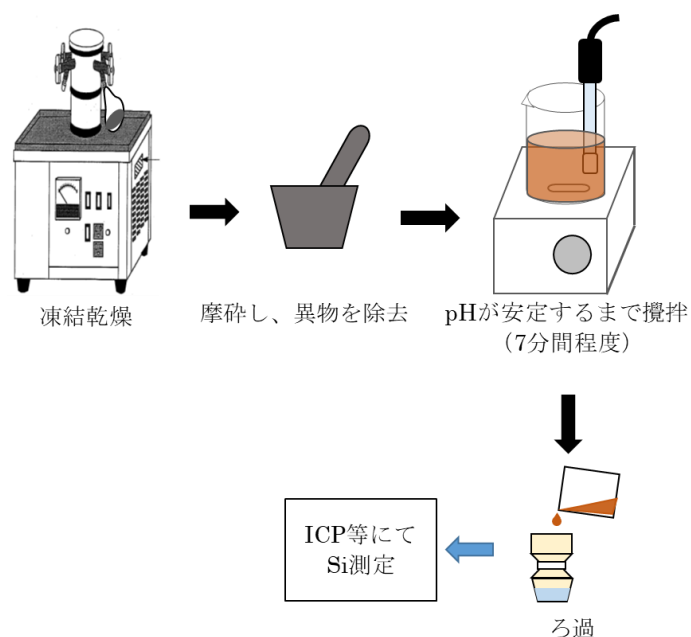 凍結乾燥
摩砕し、異物を除去
pHが安定するまで攪拌
（7分間程度）
ICP等にて
Si測定
ろ過